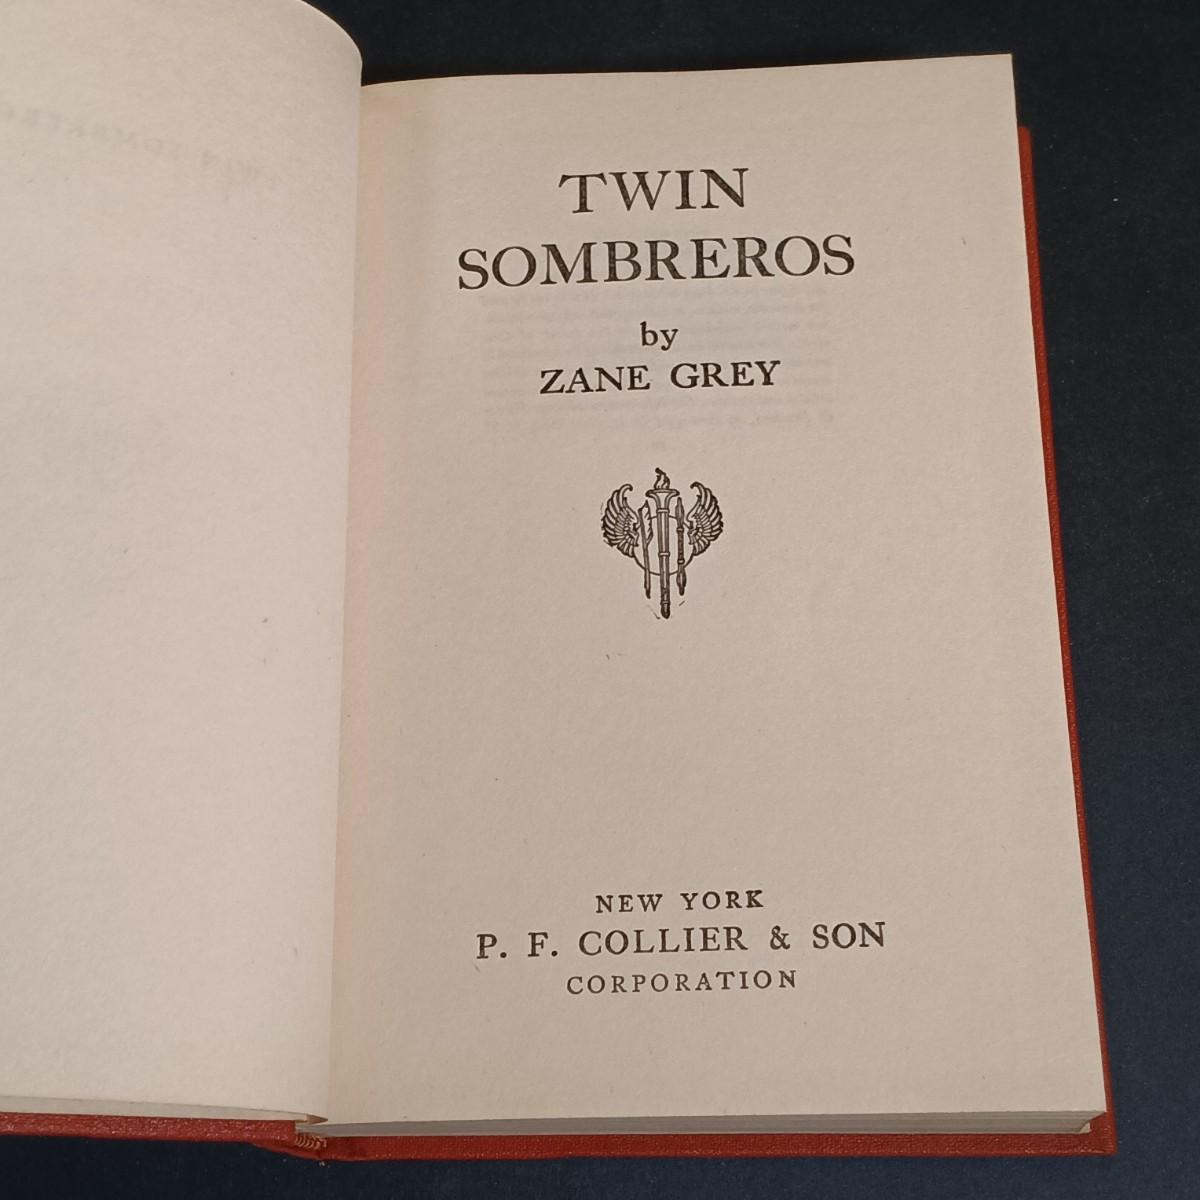 TWIN
SOMBREROS
by
ZANE GREY
NEW YORK
P. F. COLLIER & SON
CORPORATION